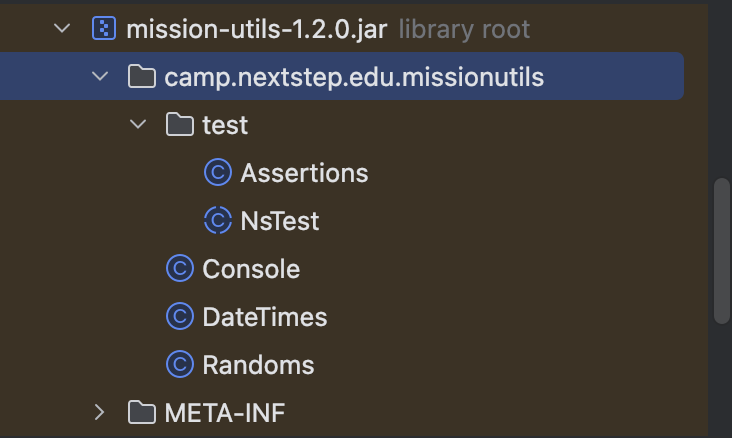 mission-utils-1.2.0.jar library root
camp.nextstep.edu.missionutils
test
C Assertions
C NsTest
C Console
C DateTimes
C Randoms
META-INF